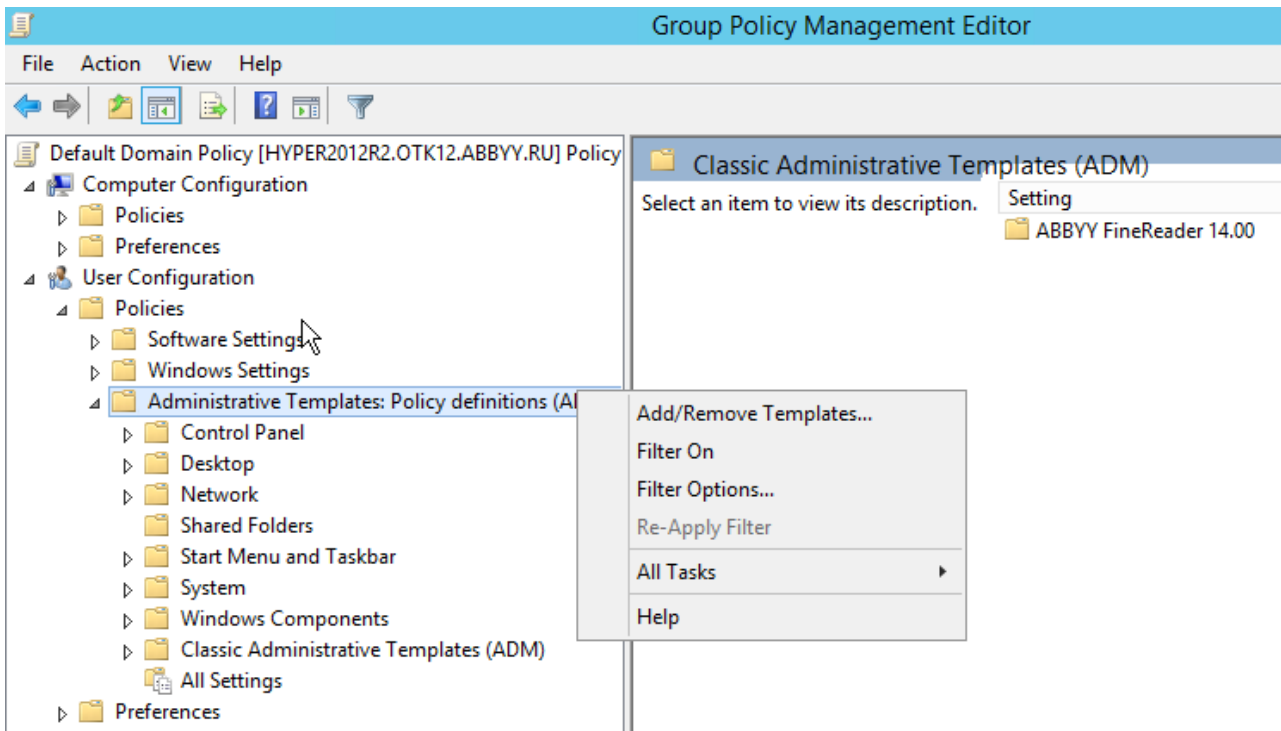 Group Policy Management Editor
File Action View Help
Default Domain Policy [HYPER2012R2.OTK12.ABBYY.RU] Policy
Computer Configuration
Policies
Preferences
User Configuration
Policies
Software Settings
Windows Settings
Administrative Templates: Policy definitions
Control Panel
Desktop
Network
Shared Folders
Start Menu and Taskbar
System
Windows Components
Classic Administrative Templates (ADM)
All Settings
Preferences
Classic Administrative Templates (ADM)
Select an item to view its description.
Setting
ABBYY FineReader 14.00
Add/Remove Templates...
Filter On
Filter Options...
Re-Apply Filter
All Tasks
Help